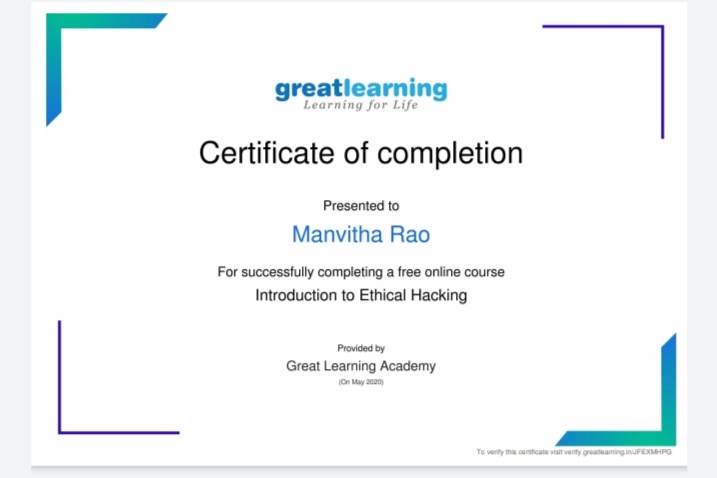 greatlearning
Learning for Life
Certificate of completion
Presented to
Manvitha Rao
For successfully completing a free online course
Introduction to Ethical Hacking
Provided by
Great Learning Academy
(On May 2020)
To verify this certificate visit verify.greatlearning.in/JFEXMHPG